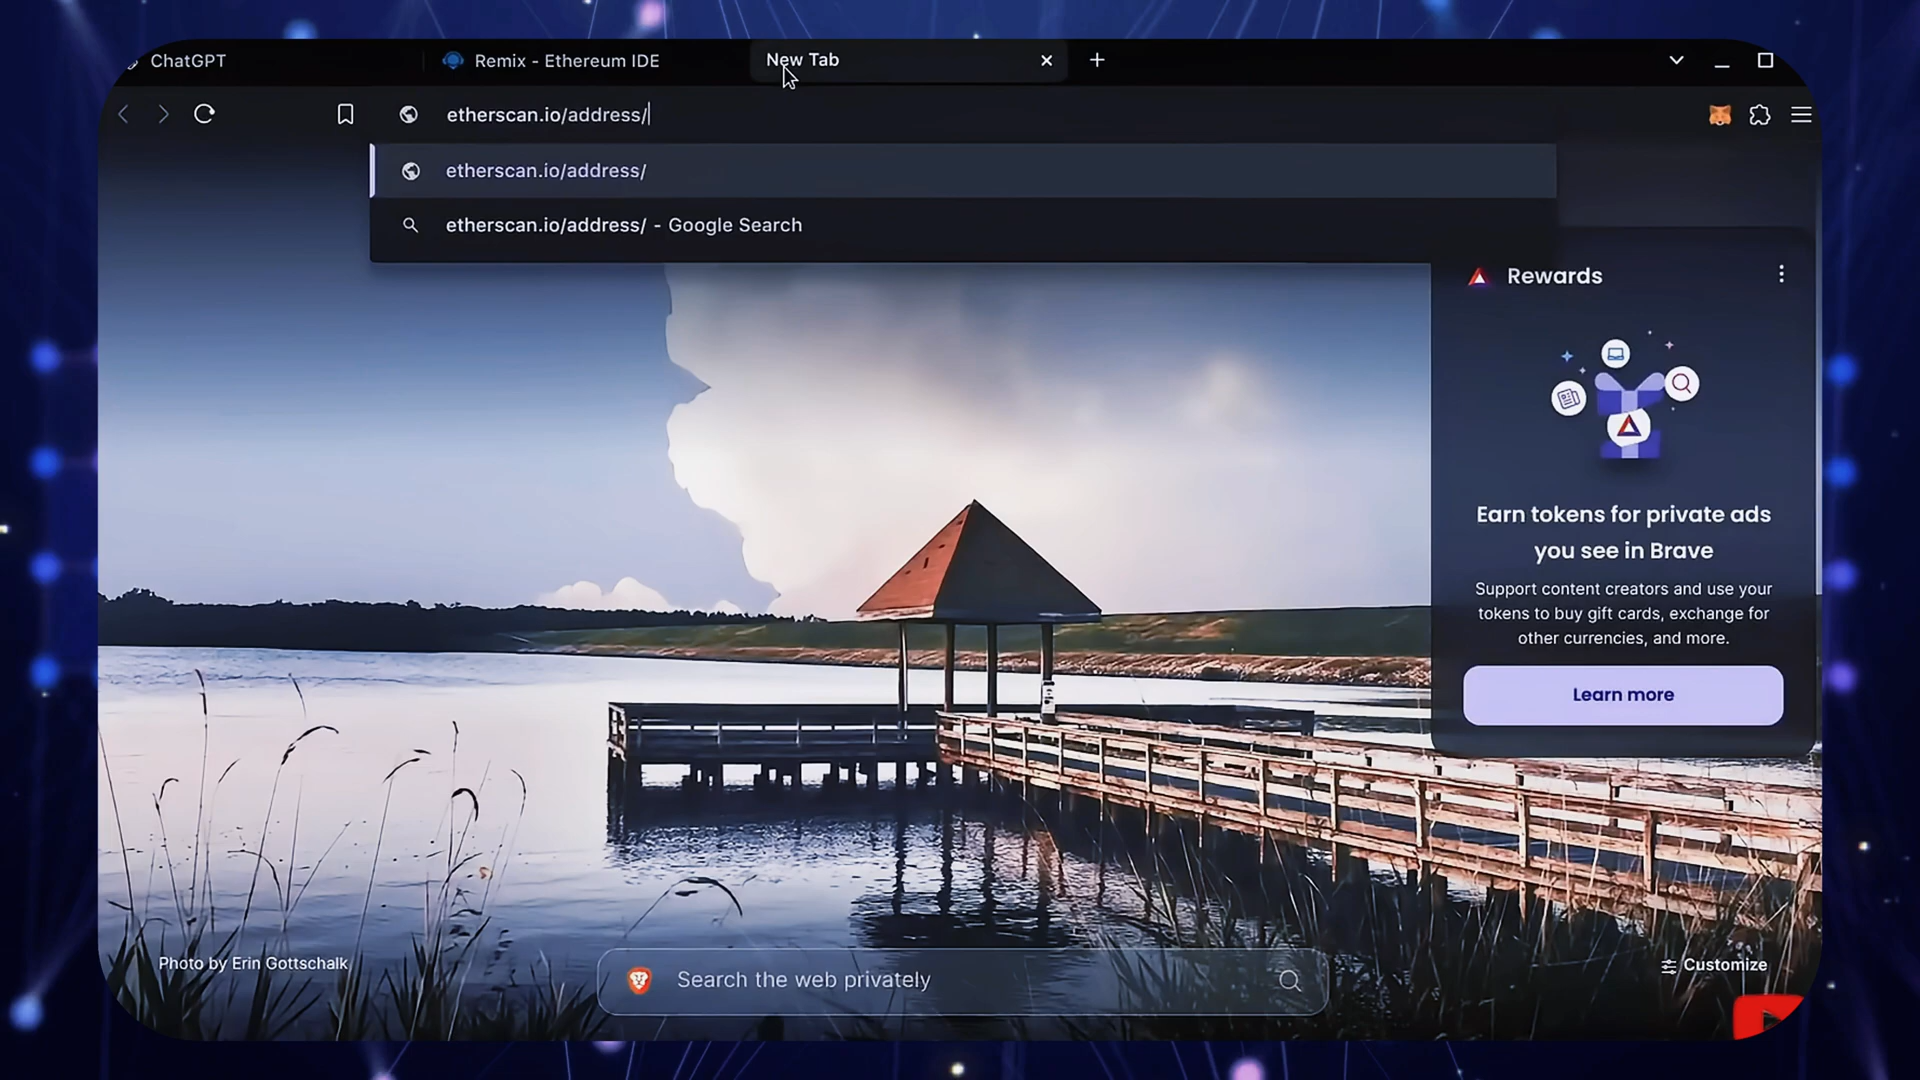 ChatGPT
Remix - Ethereum IDE
New Tab
etherscan.io/address/
etherscan.io/address/
etherscan.io/address/ - Google Search
Rewards
Earn tokens for private ads
you see in Brave
Support content creators and use your
tokens to buy gift cards, exchange for
other currencies, and more.
Learn more
Photo by Erin Gottschalk
Search the web privately
Customize